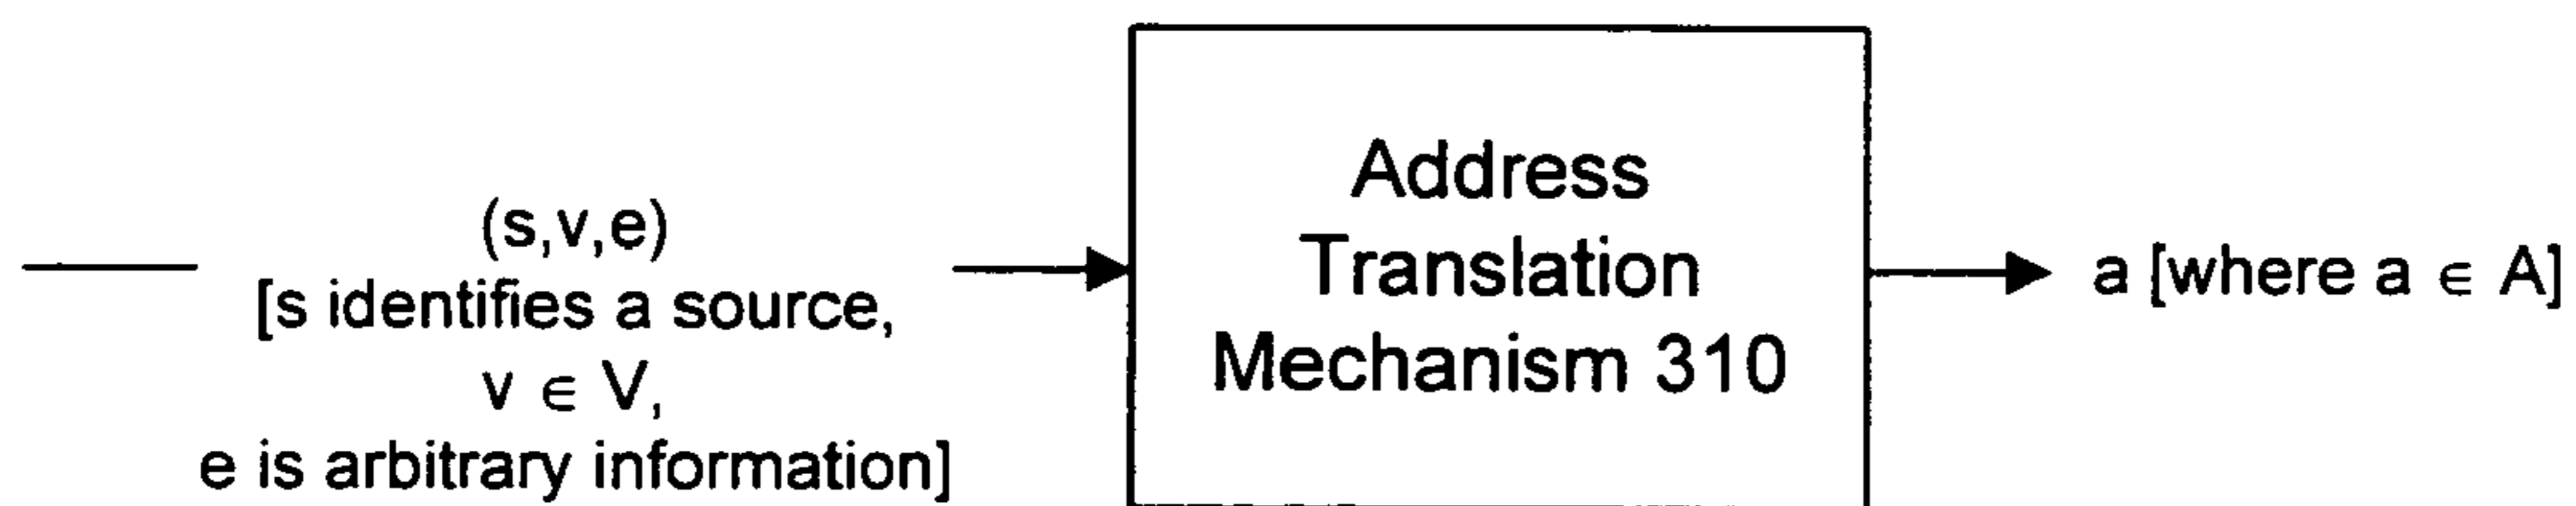 (s,v,e)
[s identifies a source,
v ∈ V,
e is arbitrary information]
Address
Translation
Mechanism 310
a [where a ∈ A]